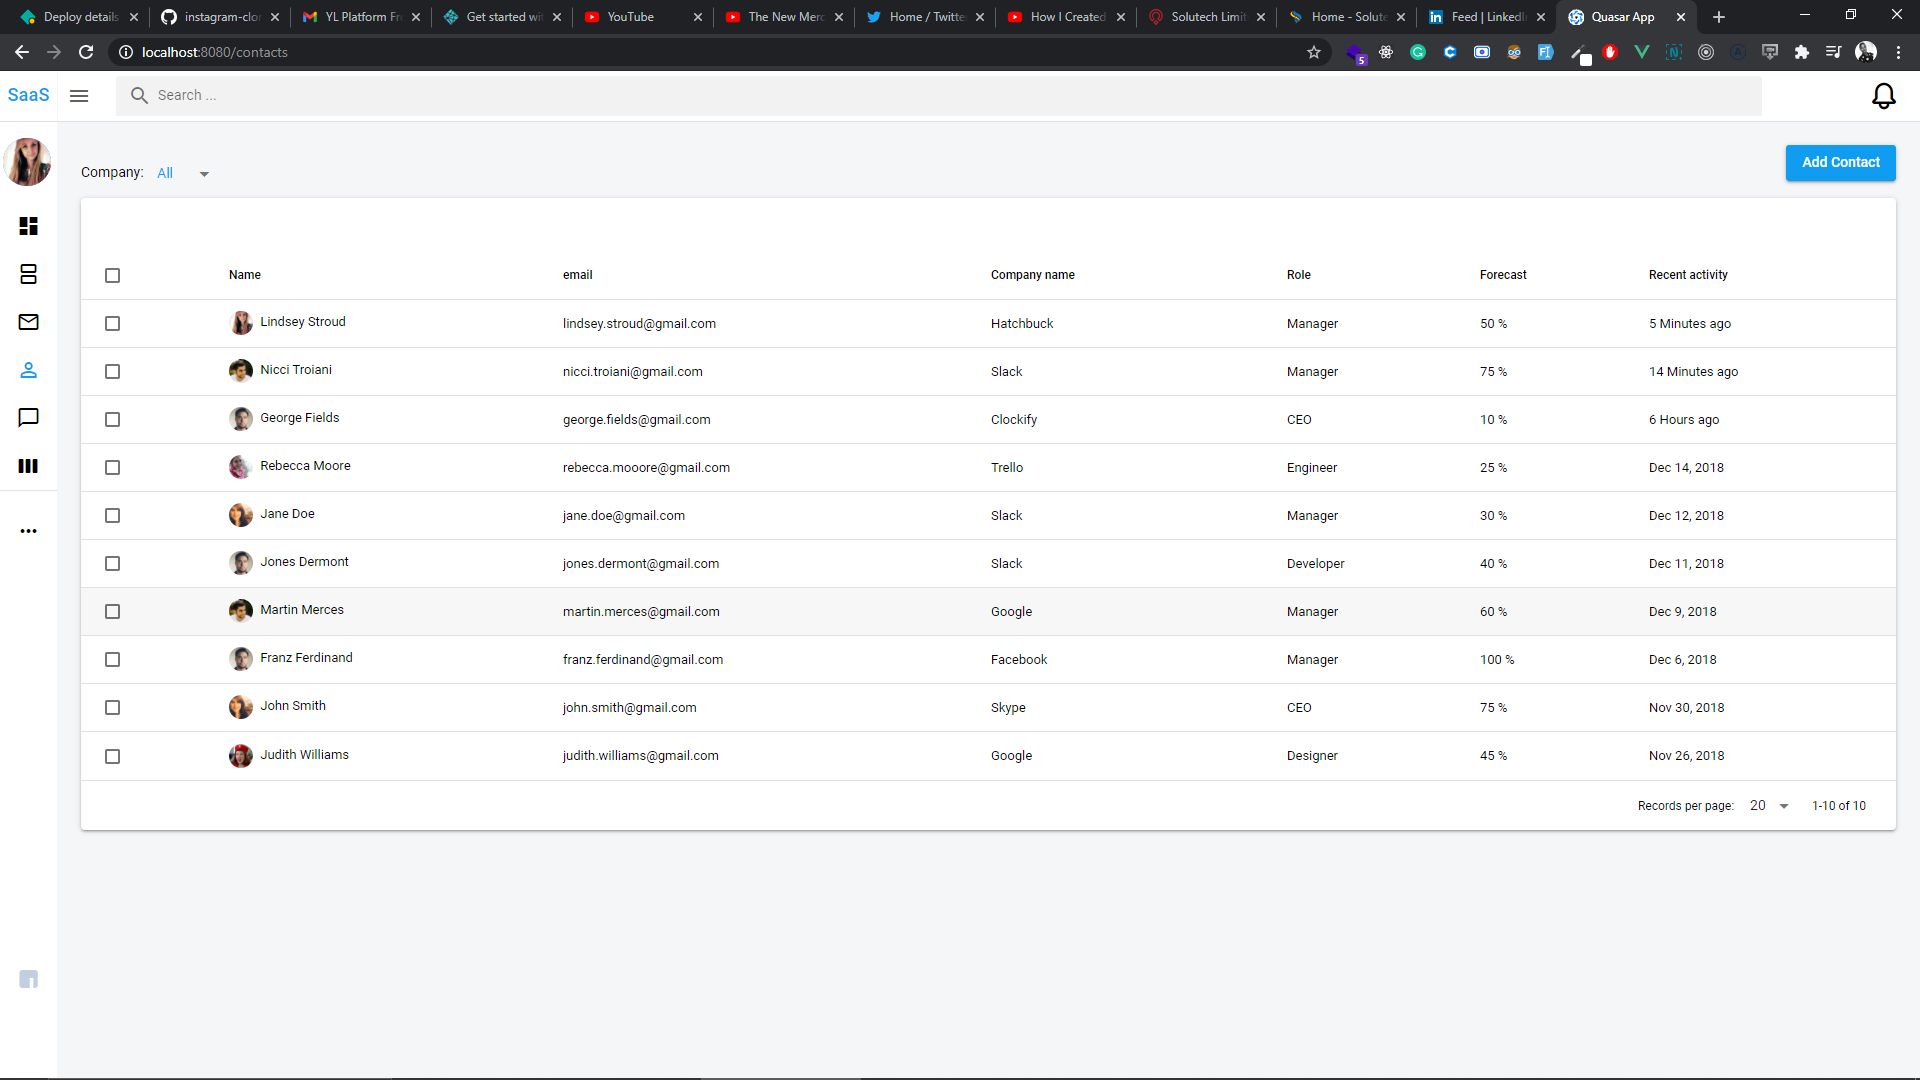 Deploy details
instagram-clon
YL Platform Fro
Get started wit
YouTube
The New Merc
Home / Twitte
How I Created
Solutech Limit
Home - Solute
Feed | LinkedIn
Quasar App
localhost:8080/contacts
5
SaaS
Search ...
Company: All
Add Contact
Name email Company name Role Forecast Recent activity
Lindsey Stroud lindsey.stroud@gmail.com Hatchbuck Manager 50 % 5 Minutes ago
Nicci Troiani nicci.troiani@gmail.com Slack Manager 75 % 14 Minutes ago
George Fields george.fields@gmail.com Clockify CEO 10 % 6 Hours ago
Rebecca Moore rebecca.mooore@gmail.com Trello Engineer 25 % Dec 14, 2018
Jane Doe jane.doe@gmail.com Slack Manager 30 % Dec 12, 2018
Jones Dermont jones.dermont@gmail.com Slack Developer 40 % Dec 11, 2018
Martin Merces martin.merces@gmail.com Google Manager 60 % Dec 9, 2018
Franz Ferdinand franz.ferdinand@gmail.com Facebook Manager 100 % Dec 6, 2018
John Smith john.smith@gmail.com Skype CEO 75 % Nov 30, 2018
Judith Williams judith.williams@gmail.com Google Designer 45 % Nov 26, 2018
Records per page: 20 1-10 of 10